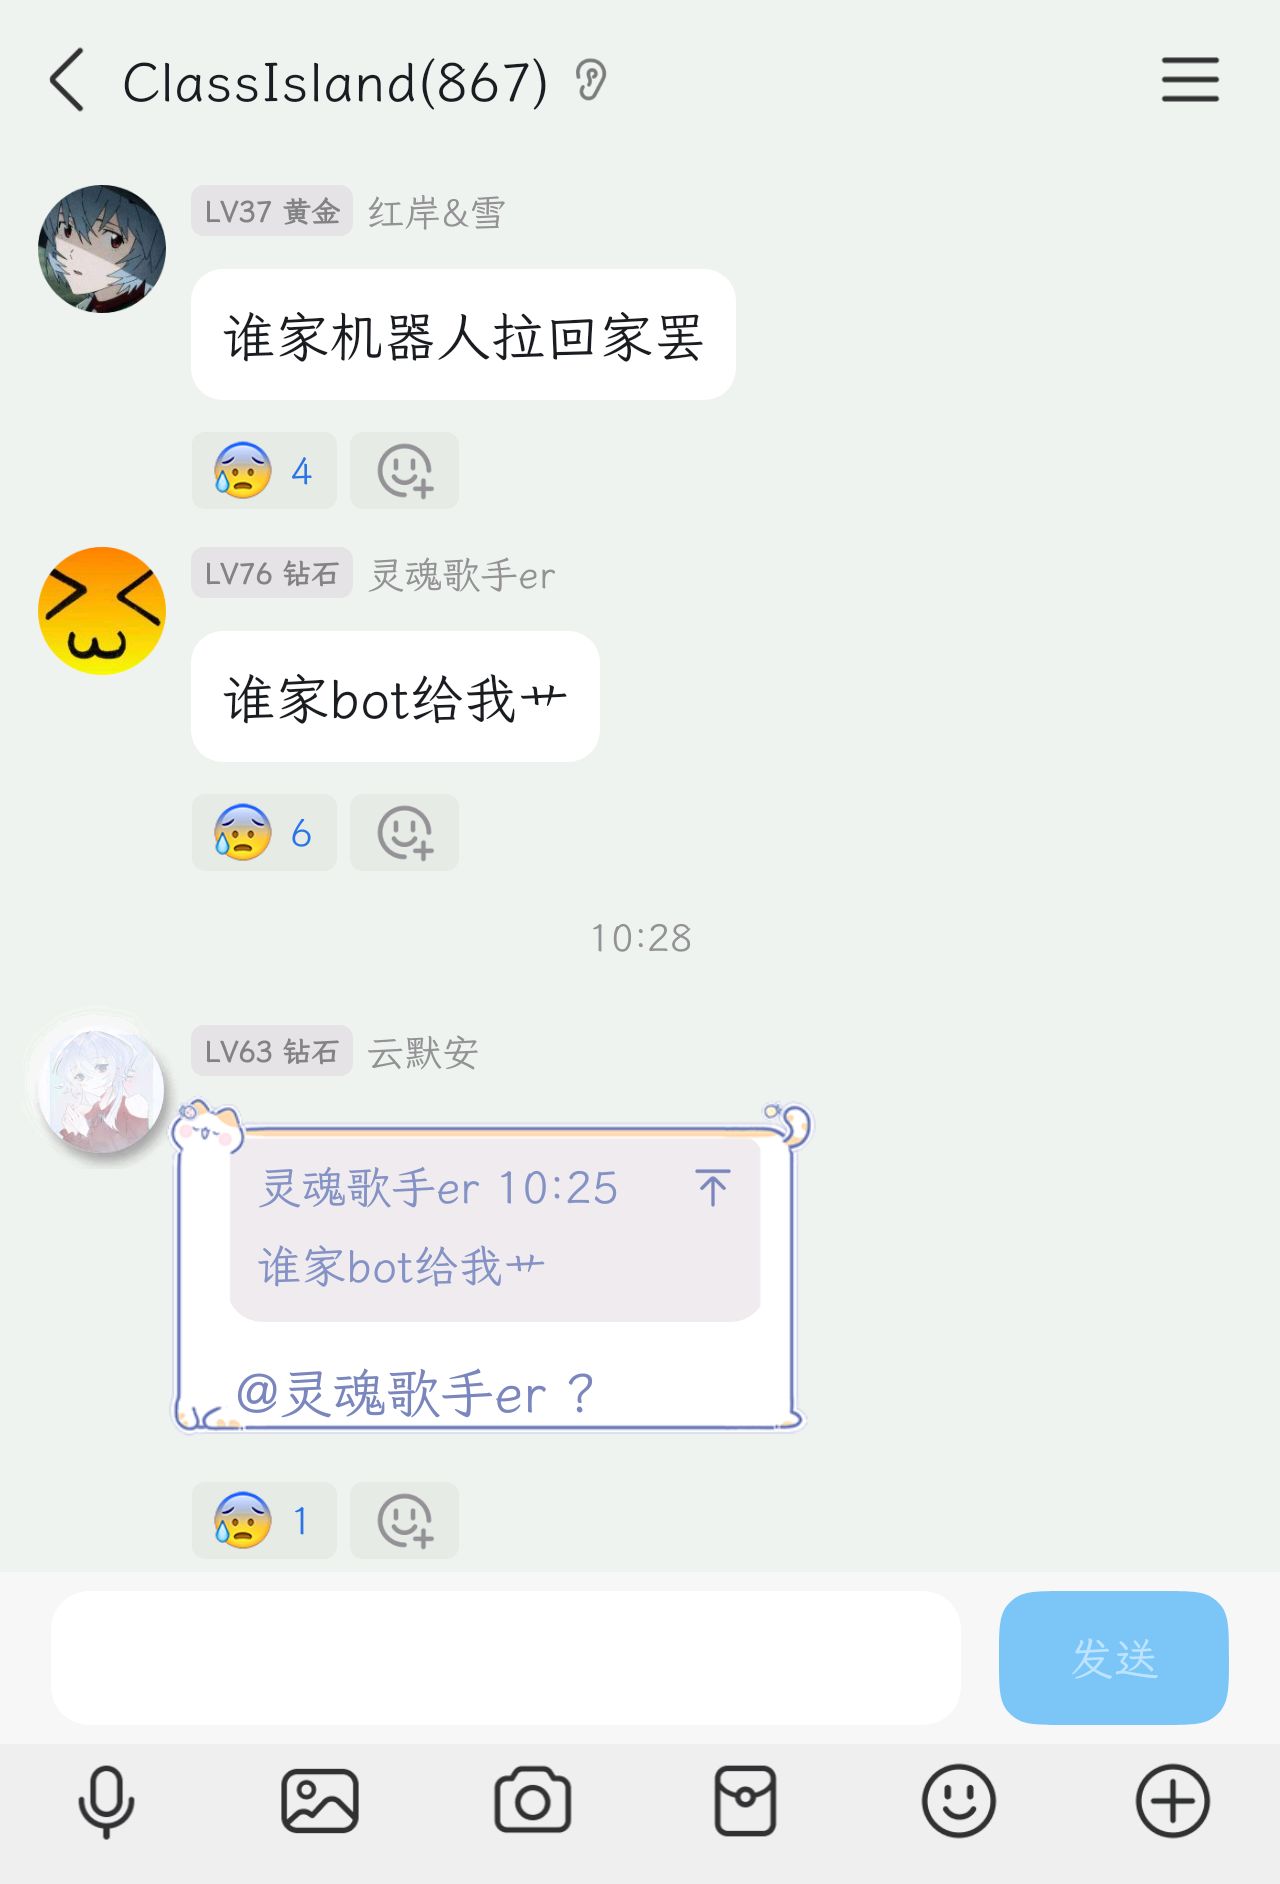 ClassIsland(867)
LV37 黄金 红岸&雪
谁家机器人拉回家罢
4
LV76 钻石 灵魂歌手er
谁家bot给我艹
6
10:28
LV63 钻石 云默安
灵魂歌手er 10:25
谁家bot给我艹
@灵魂歌手er ?
1
发送